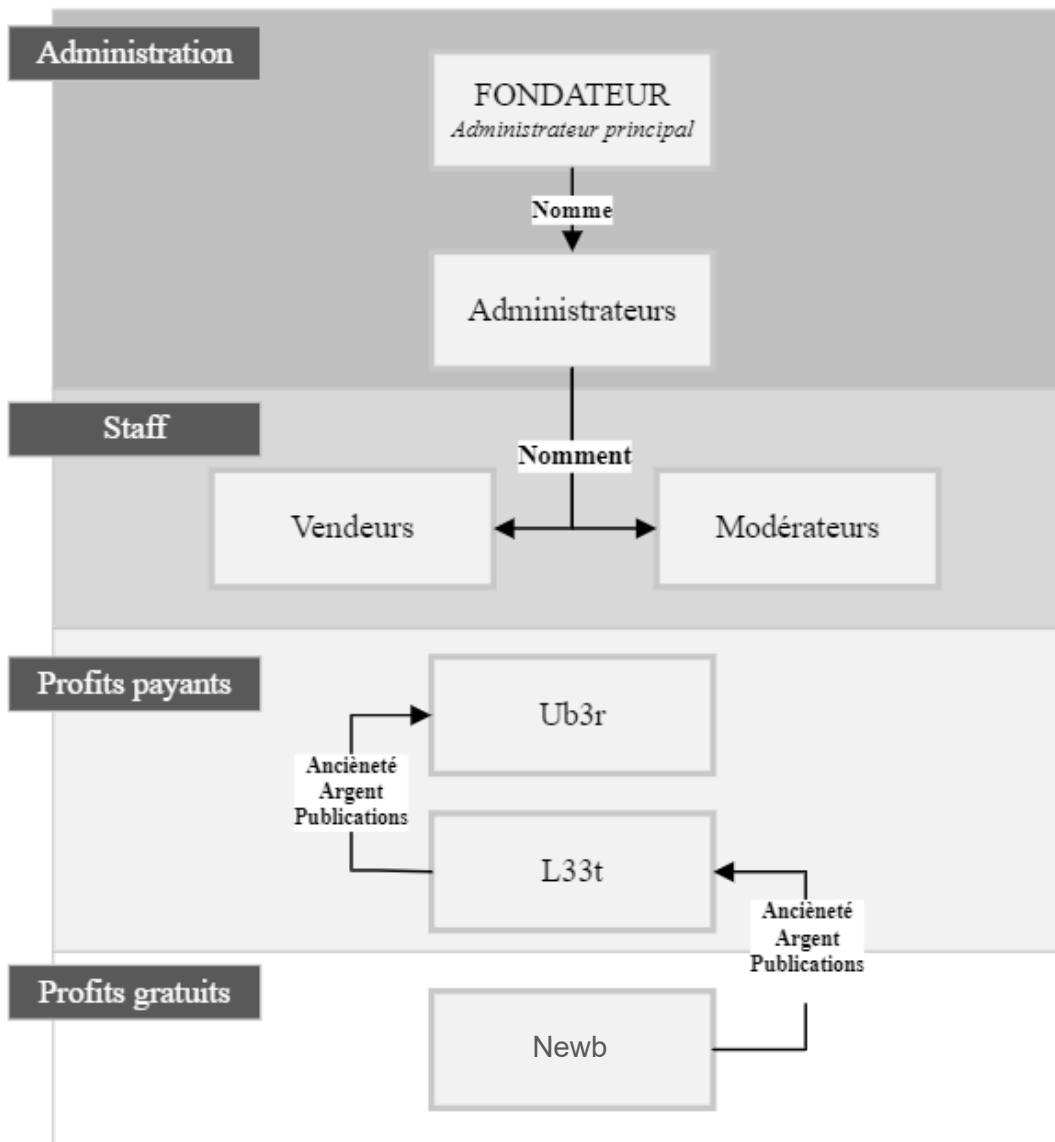 Administration
FONDATEUR
Administrateur principal
Nomme
Administrateurs
Staff
Nomment
Vendeurs
Modérateurs
Profits payants
Ub3r
Ancièneté
Argent
Publications
L33t
Ancièneté
Argent
Publications
Profits gratuits
Newb